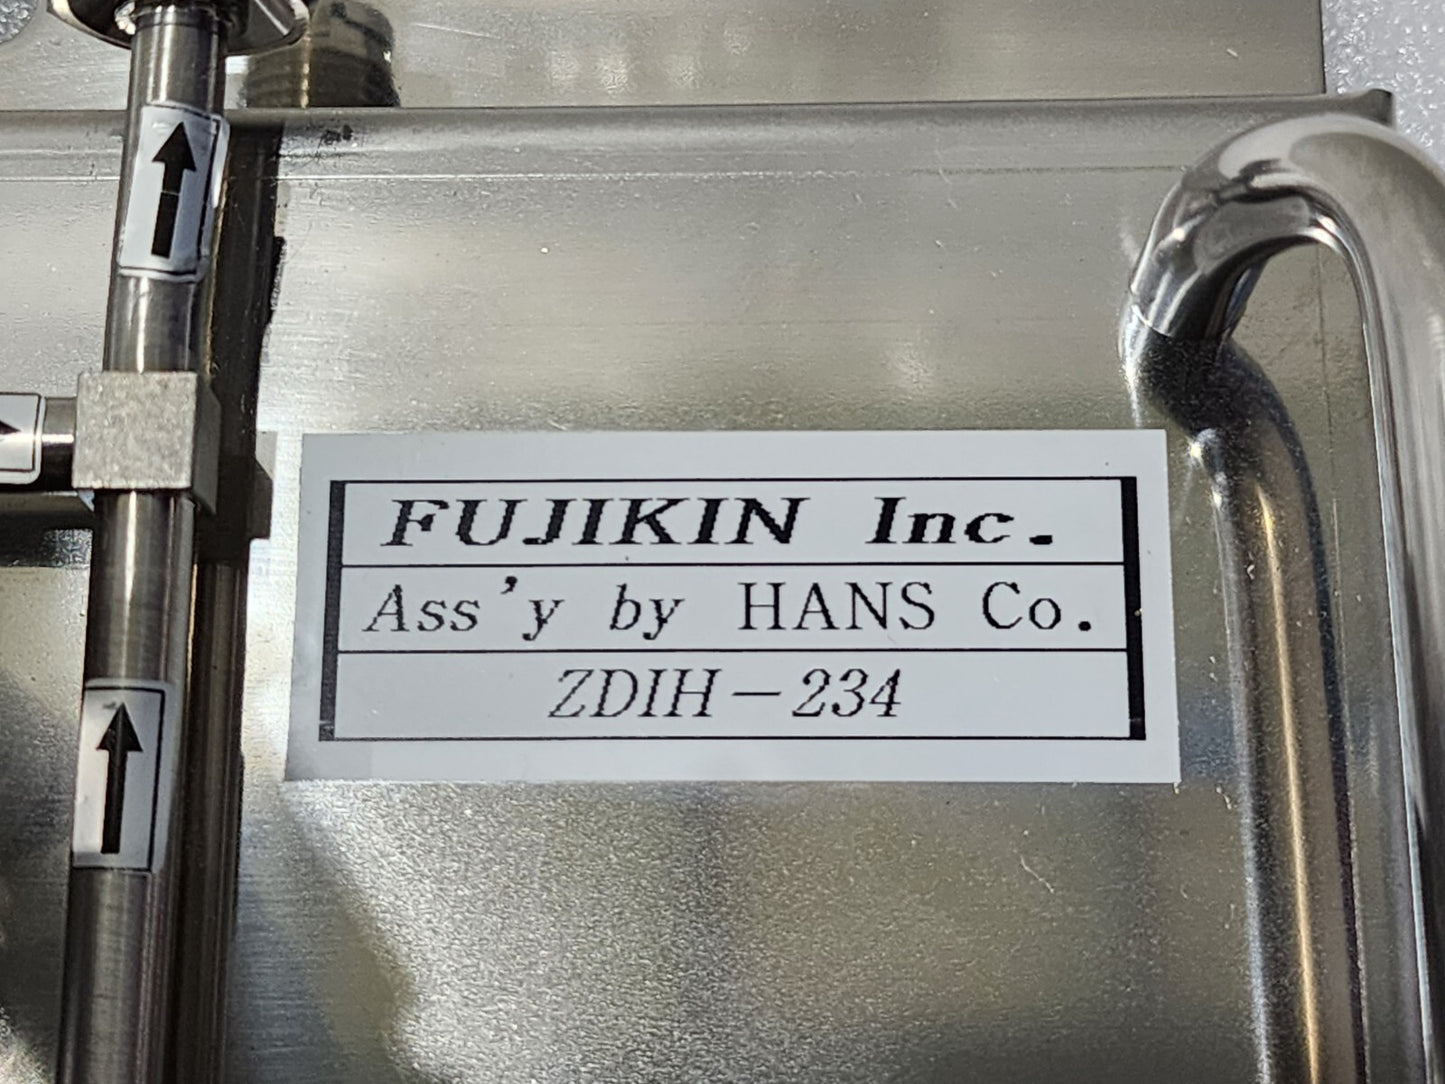 FUJIKIN Inc.
Ass'y by HANS Co.
ZDIH-234